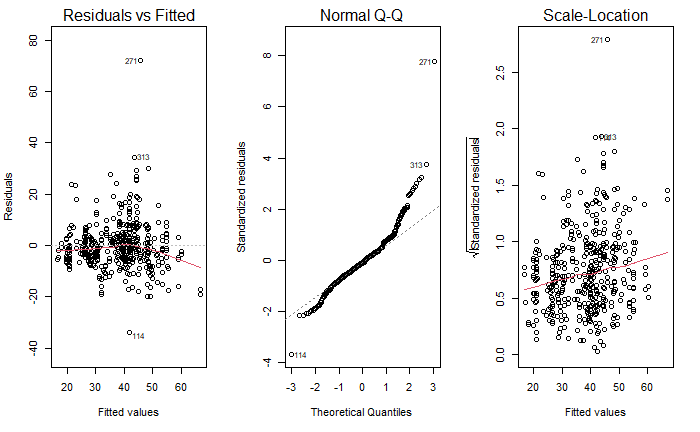 Residuals vs Fitted
Residuals
80
60
40
20
0
-20
-40
271
313
114
20 30 40 50 60
Fitted values
Normal Q-Q
Standardized residuals
8
6
4
2
0
-2
-4
271
313
114
-3 -2 -1 0 1 2 3
Theoretical Quantiles
Scale-Location
√|Standardized residuals|
2.5
2.0
1.5
1.0
0.5
0.0
271
313
20 30 40 50 60
Fitted values